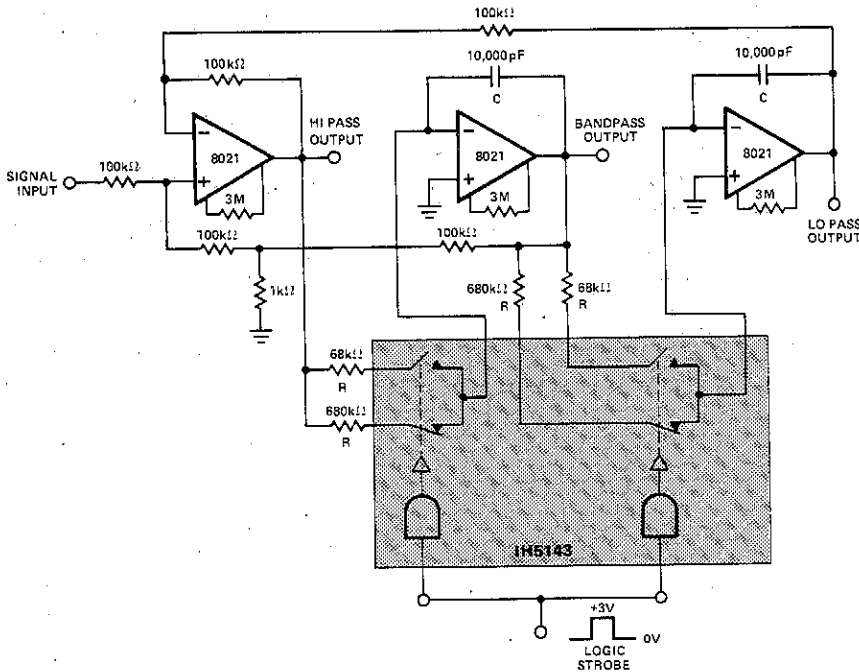 100kΩ
10,000pF
10,000pF
100kΩ
C
C
HI PASS
OUTPUT
BANDPASS
OUTPUT
−
−
−
8021
8021
8021
SIGNAL
INPUT
100kΩ
+
+
+
3M
3M
3M
LO PASS
OUTPUT
100kΩ
100kΩ
1kΩ
680kΩ
R
68kΩ
R
68kΩ
R
680kΩ
R
IH5143
+3V
0V
LOGIC
STROBE